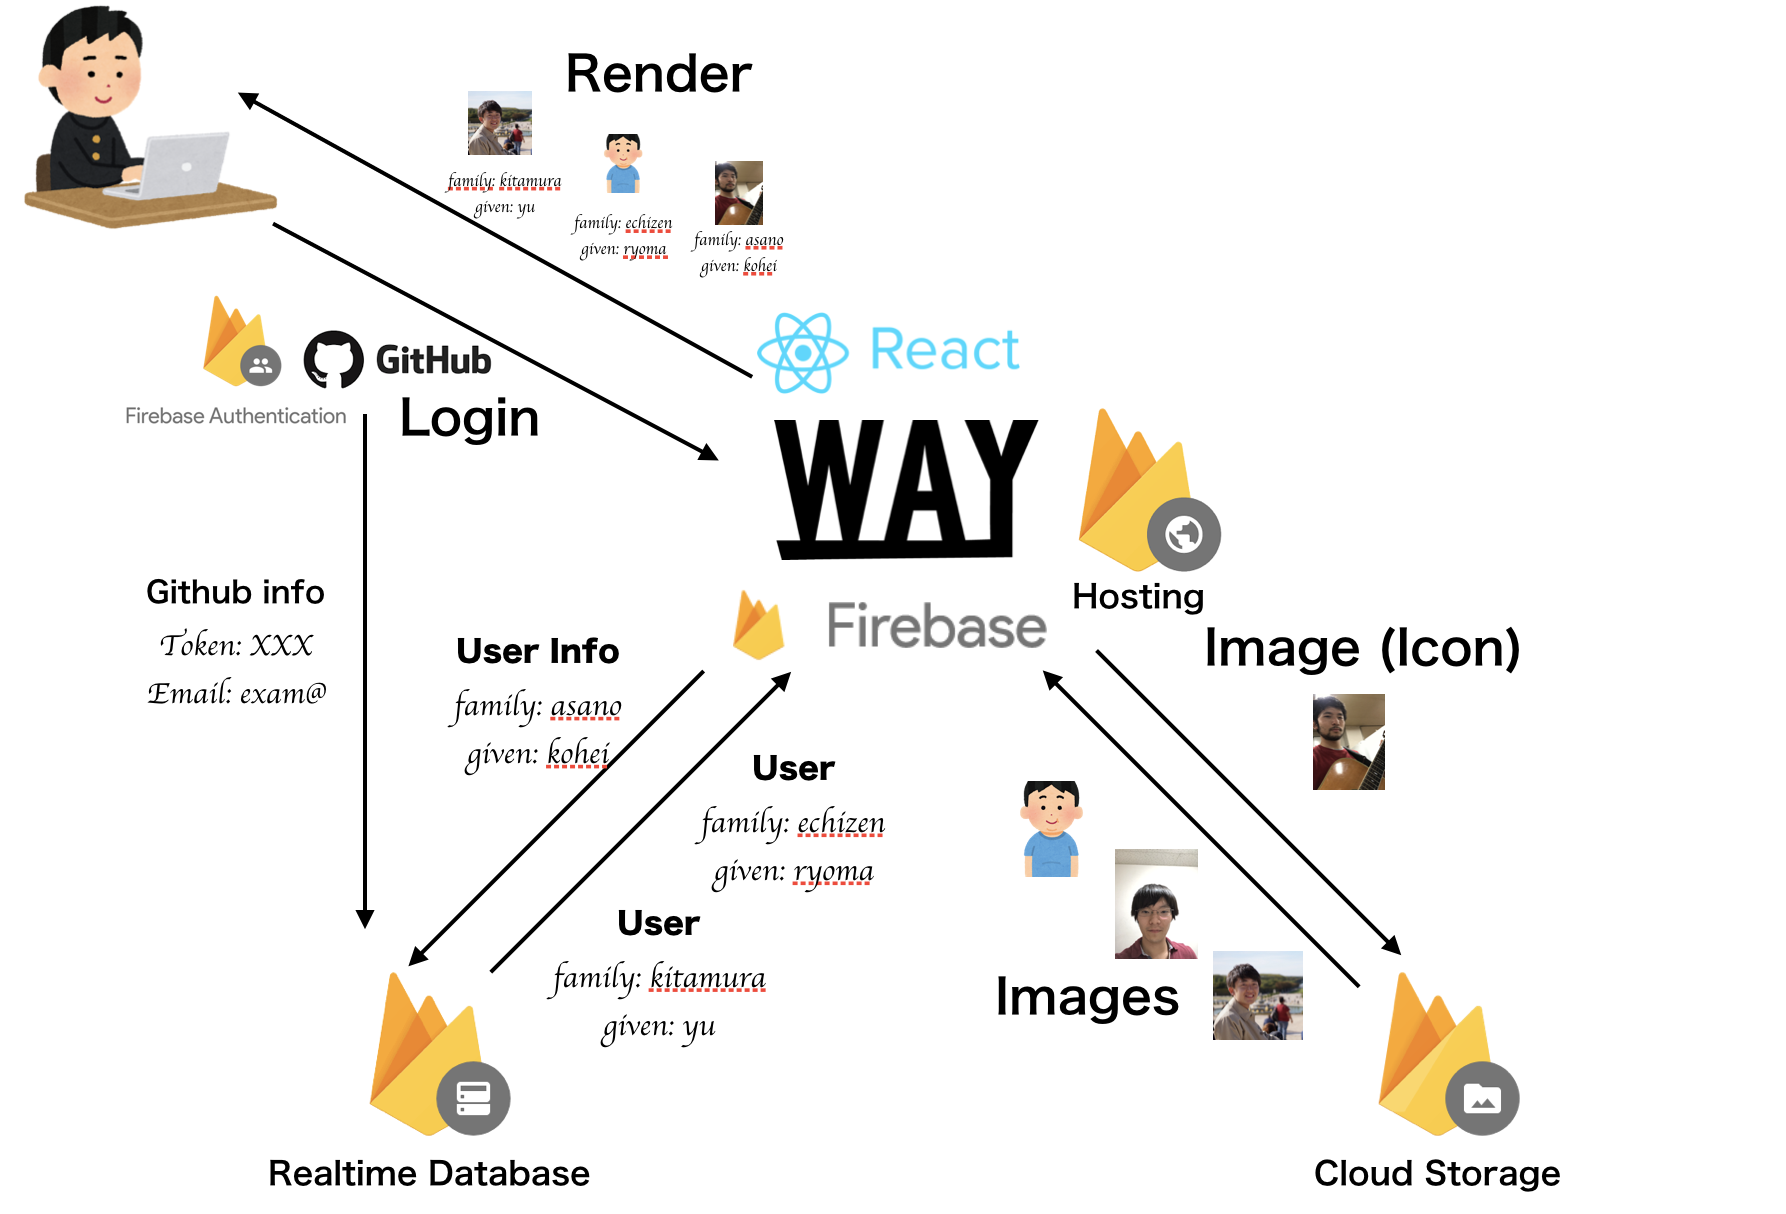 Render
family: kitamura
given: yu
family: echizen
given: ryoma
family: asano
given: kohei
React
GitHub
Firebase Authentication
Login
WAY
Hosting
Firebase
Github info
Token: XXX
Email: exam@
User Info
family: asano
given: kohei
Image (Icon)
User
family: echizen
given: ryoma
User
family: kitamura
given: yu
Images
Realtime Database
Cloud Storage